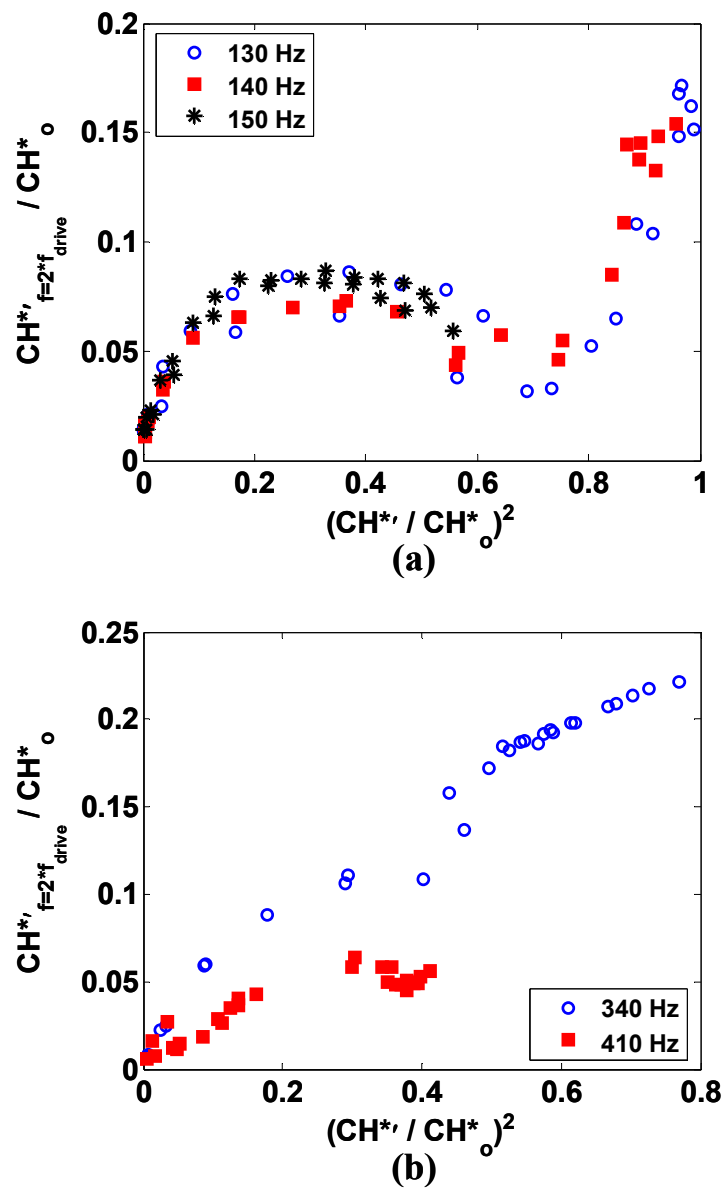 0.2
0.15
0.1
0.05
0
130 Hz
140 Hz
150 Hz
CH*′ f=2*f drive / CH* o
0 0.2 0.4 0.6 0.8 1
(CH*′ / CH* o)2
(a)
0.25
0.2
0.15
0.1
0.05
0
CH*′ f=2*f drive / CH* o
340 Hz
410 Hz
0 0.2 0.4 0.6 0.8
(CH*′ / CH* o)2
(b)